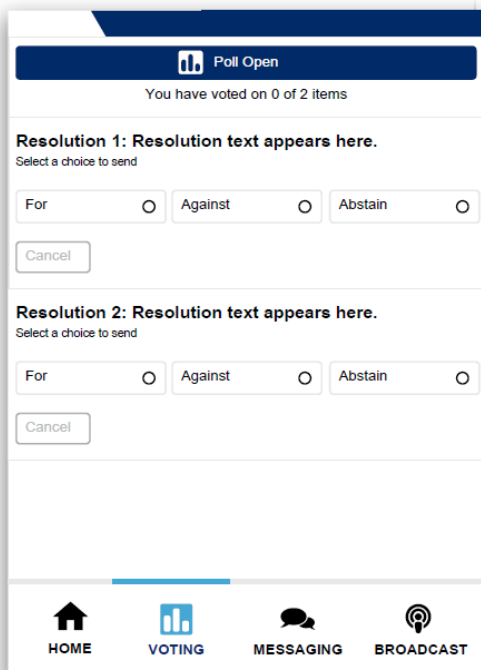 Poll Open
You have voted on 0 of 2 items
Resolution 1: Resolution text appears here.
Select a choice to send
For Against Abstain
Cancel
Resolution 2: Resolution text appears here.
Select a choice to send
For Against Abstain
Cancel
HOME VOTING MESSAGING BROADCAST